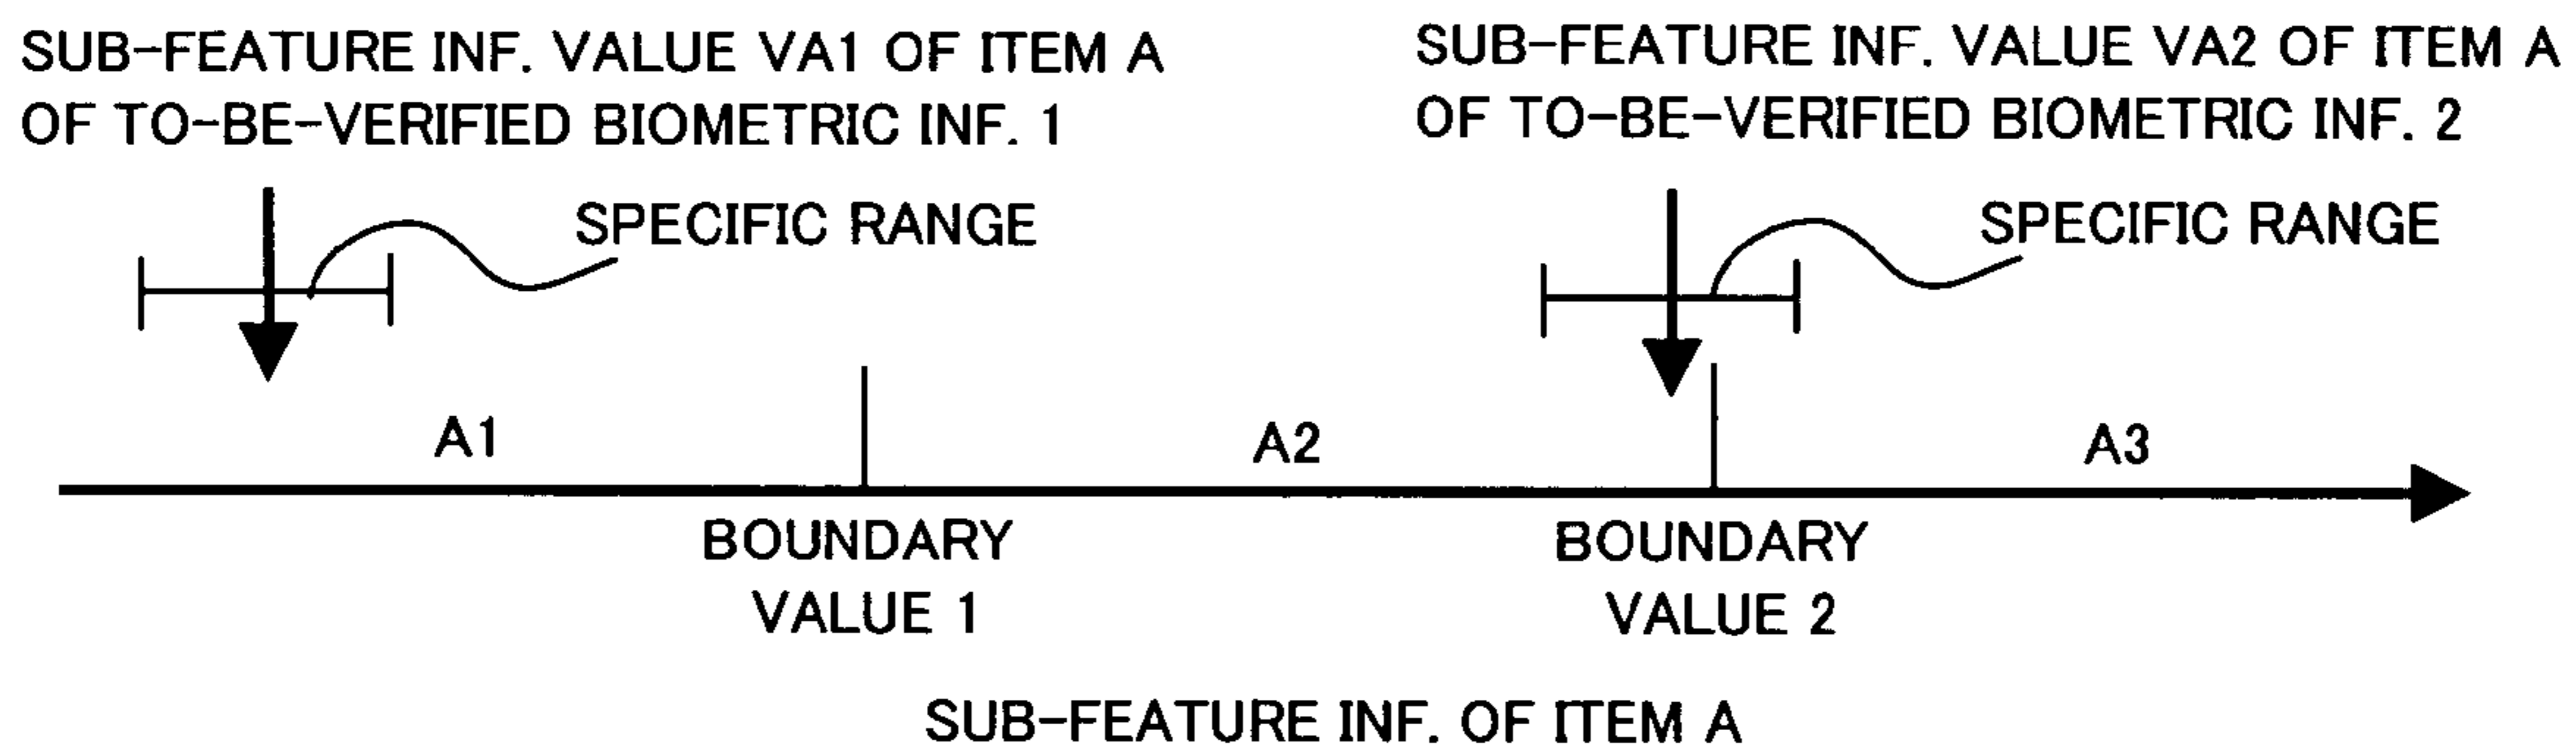 SUB-FEATURE INF. VALUE VA1 OF ITEM A
OF TO-BE-VERIFIED BIOMETRIC INF. 1
SUB-FEATURE INF. VALUE VA2 OF ITEM A
OF TO-BE-VERIFIED BIOMETRIC INF. 2
SPECIFIC RANGE
SPECIFIC RANGE
A1
A2
A3
BOUNDARY
VALUE 1
BOUNDARY
VALUE 2
SUB-FEATURE INF. OF ITEM A